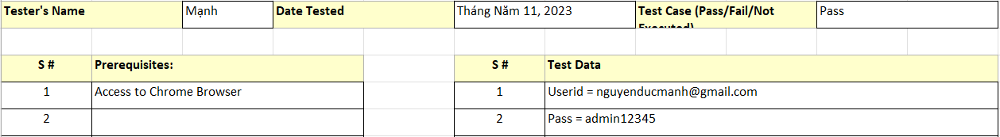 Tester's Name Mạnh Date Tested Tháng Năm 11, 2023 Test Case (Pass/Fail/Not Pass
Executed)
S # Prerequisites: S # Test Data
1 Access to Chrome Browser 1 Userid = nguyenducmanh@gmail.com
2 2 Pass = admin12345